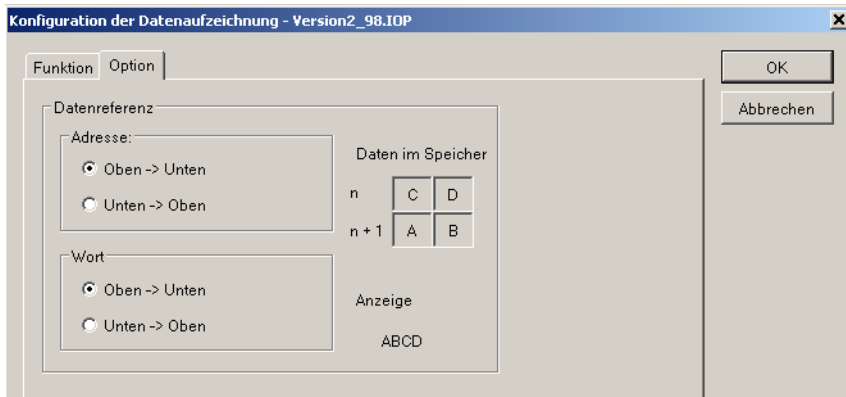 Konfiguration der Datenaufzeichnung - Version2_98.IOP
Funktion
Option
OK
Abbrechen
Datenreferenz
Adresse:
Oben -> Unten
Unten -> Oben
Daten im Speicher
n C D
n + 1 A B
Wort
Oben -> Unten
Unten -> Oben
Anzeige
ABCD